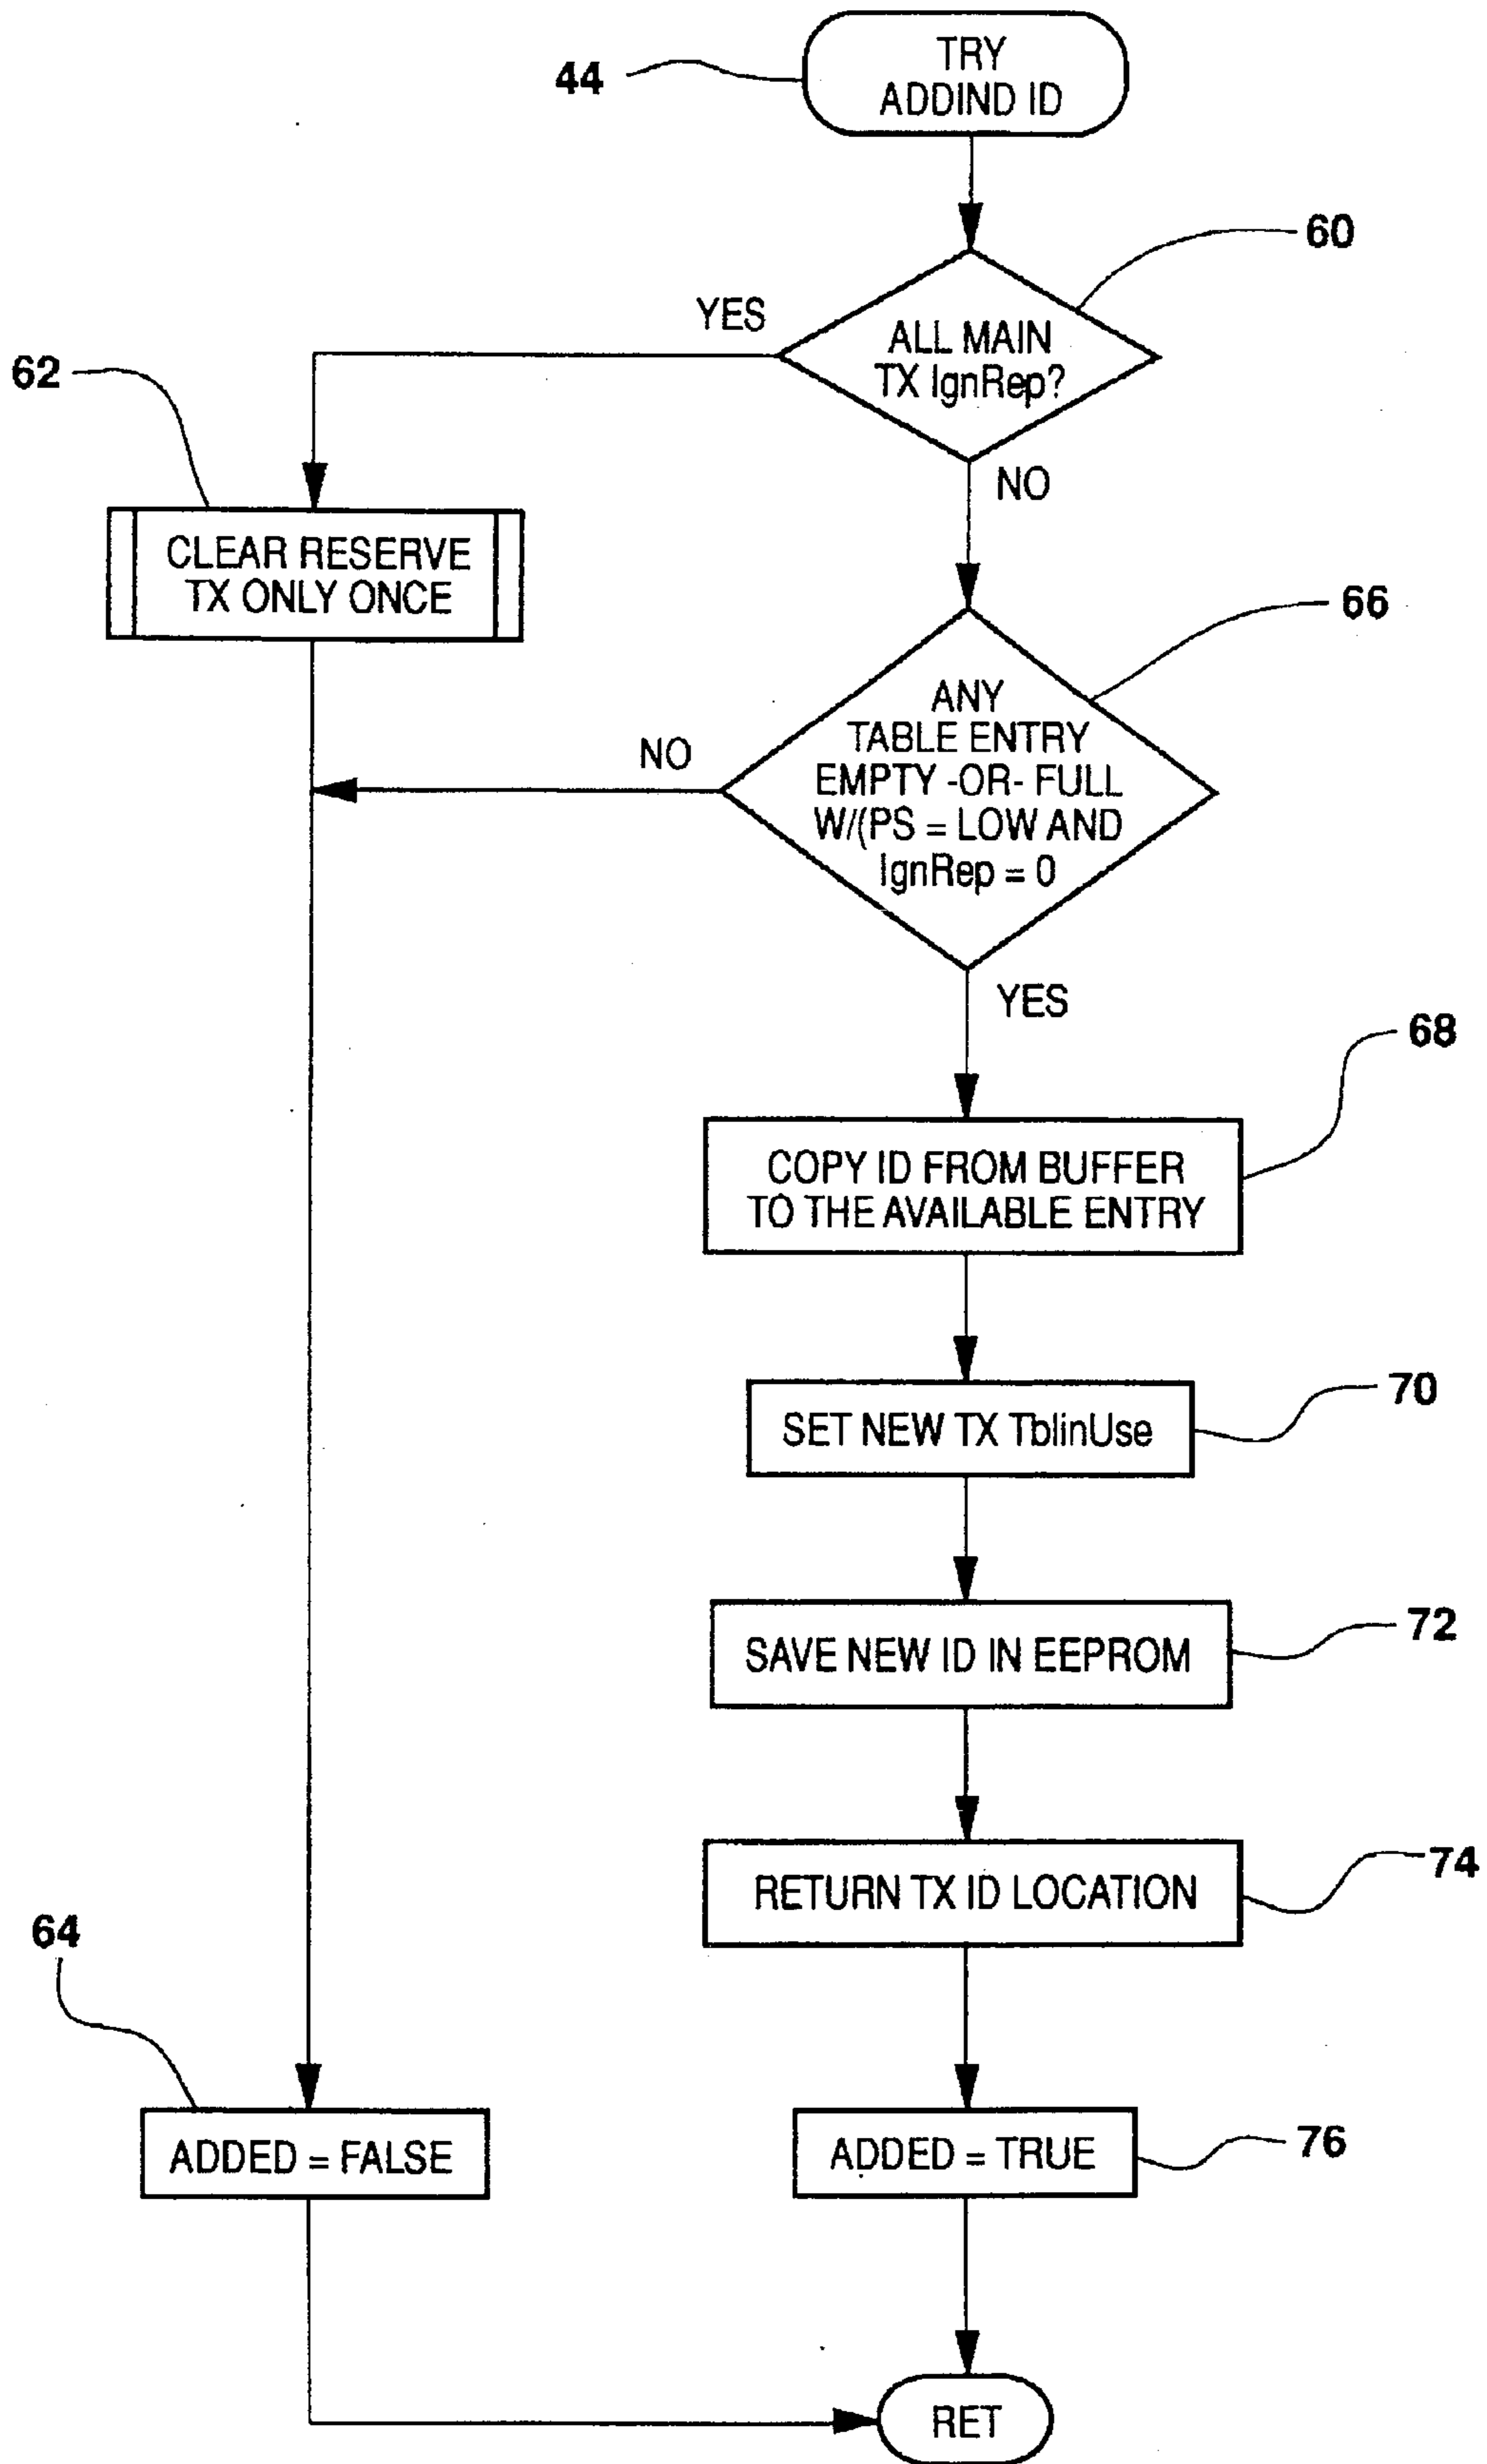 44
TRY
ADDIND ID
60
YES
ALL MAIN
TX IgnRep?
62
NO
CLEAR RESERVE
TX ONLY ONCE
66
NO
ANY
TABLE ENTRY
EMPTY -OR- FULL
W/(PS = LOW AND
IgnRep = 0
YES
68
COPY ID FROM BUFFER
TO THE AVAILABLE ENTRY
70
SET NEW TX TblinUse
72
SAVE NEW ID IN EEPROM
74
RETURN TX ID LOCATION
64
ADDED = FALSE
ADDED = TRUE
76
RET